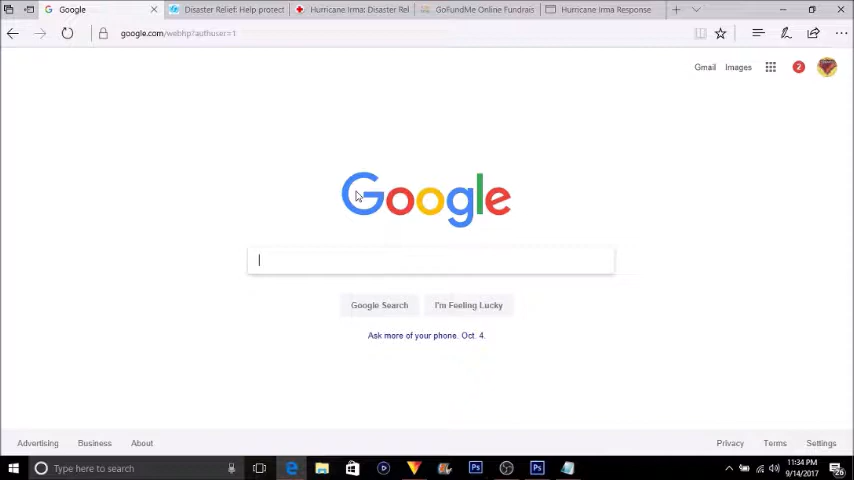 Google
Disaster Relief: Help protect
Hurricane Irma: Disaster Rel
GoFundMe Online Fundrais
Hurricane Irma Response
google.com/webhp?authuser=1
Gmail Images 2
Google
Google Search I'm Feeling Lucky
Ask more of your phone. Oct. 4.
Advertising Business About Privacy Terms Settings
Type here to search
11:34 PM
9/14/2017
26